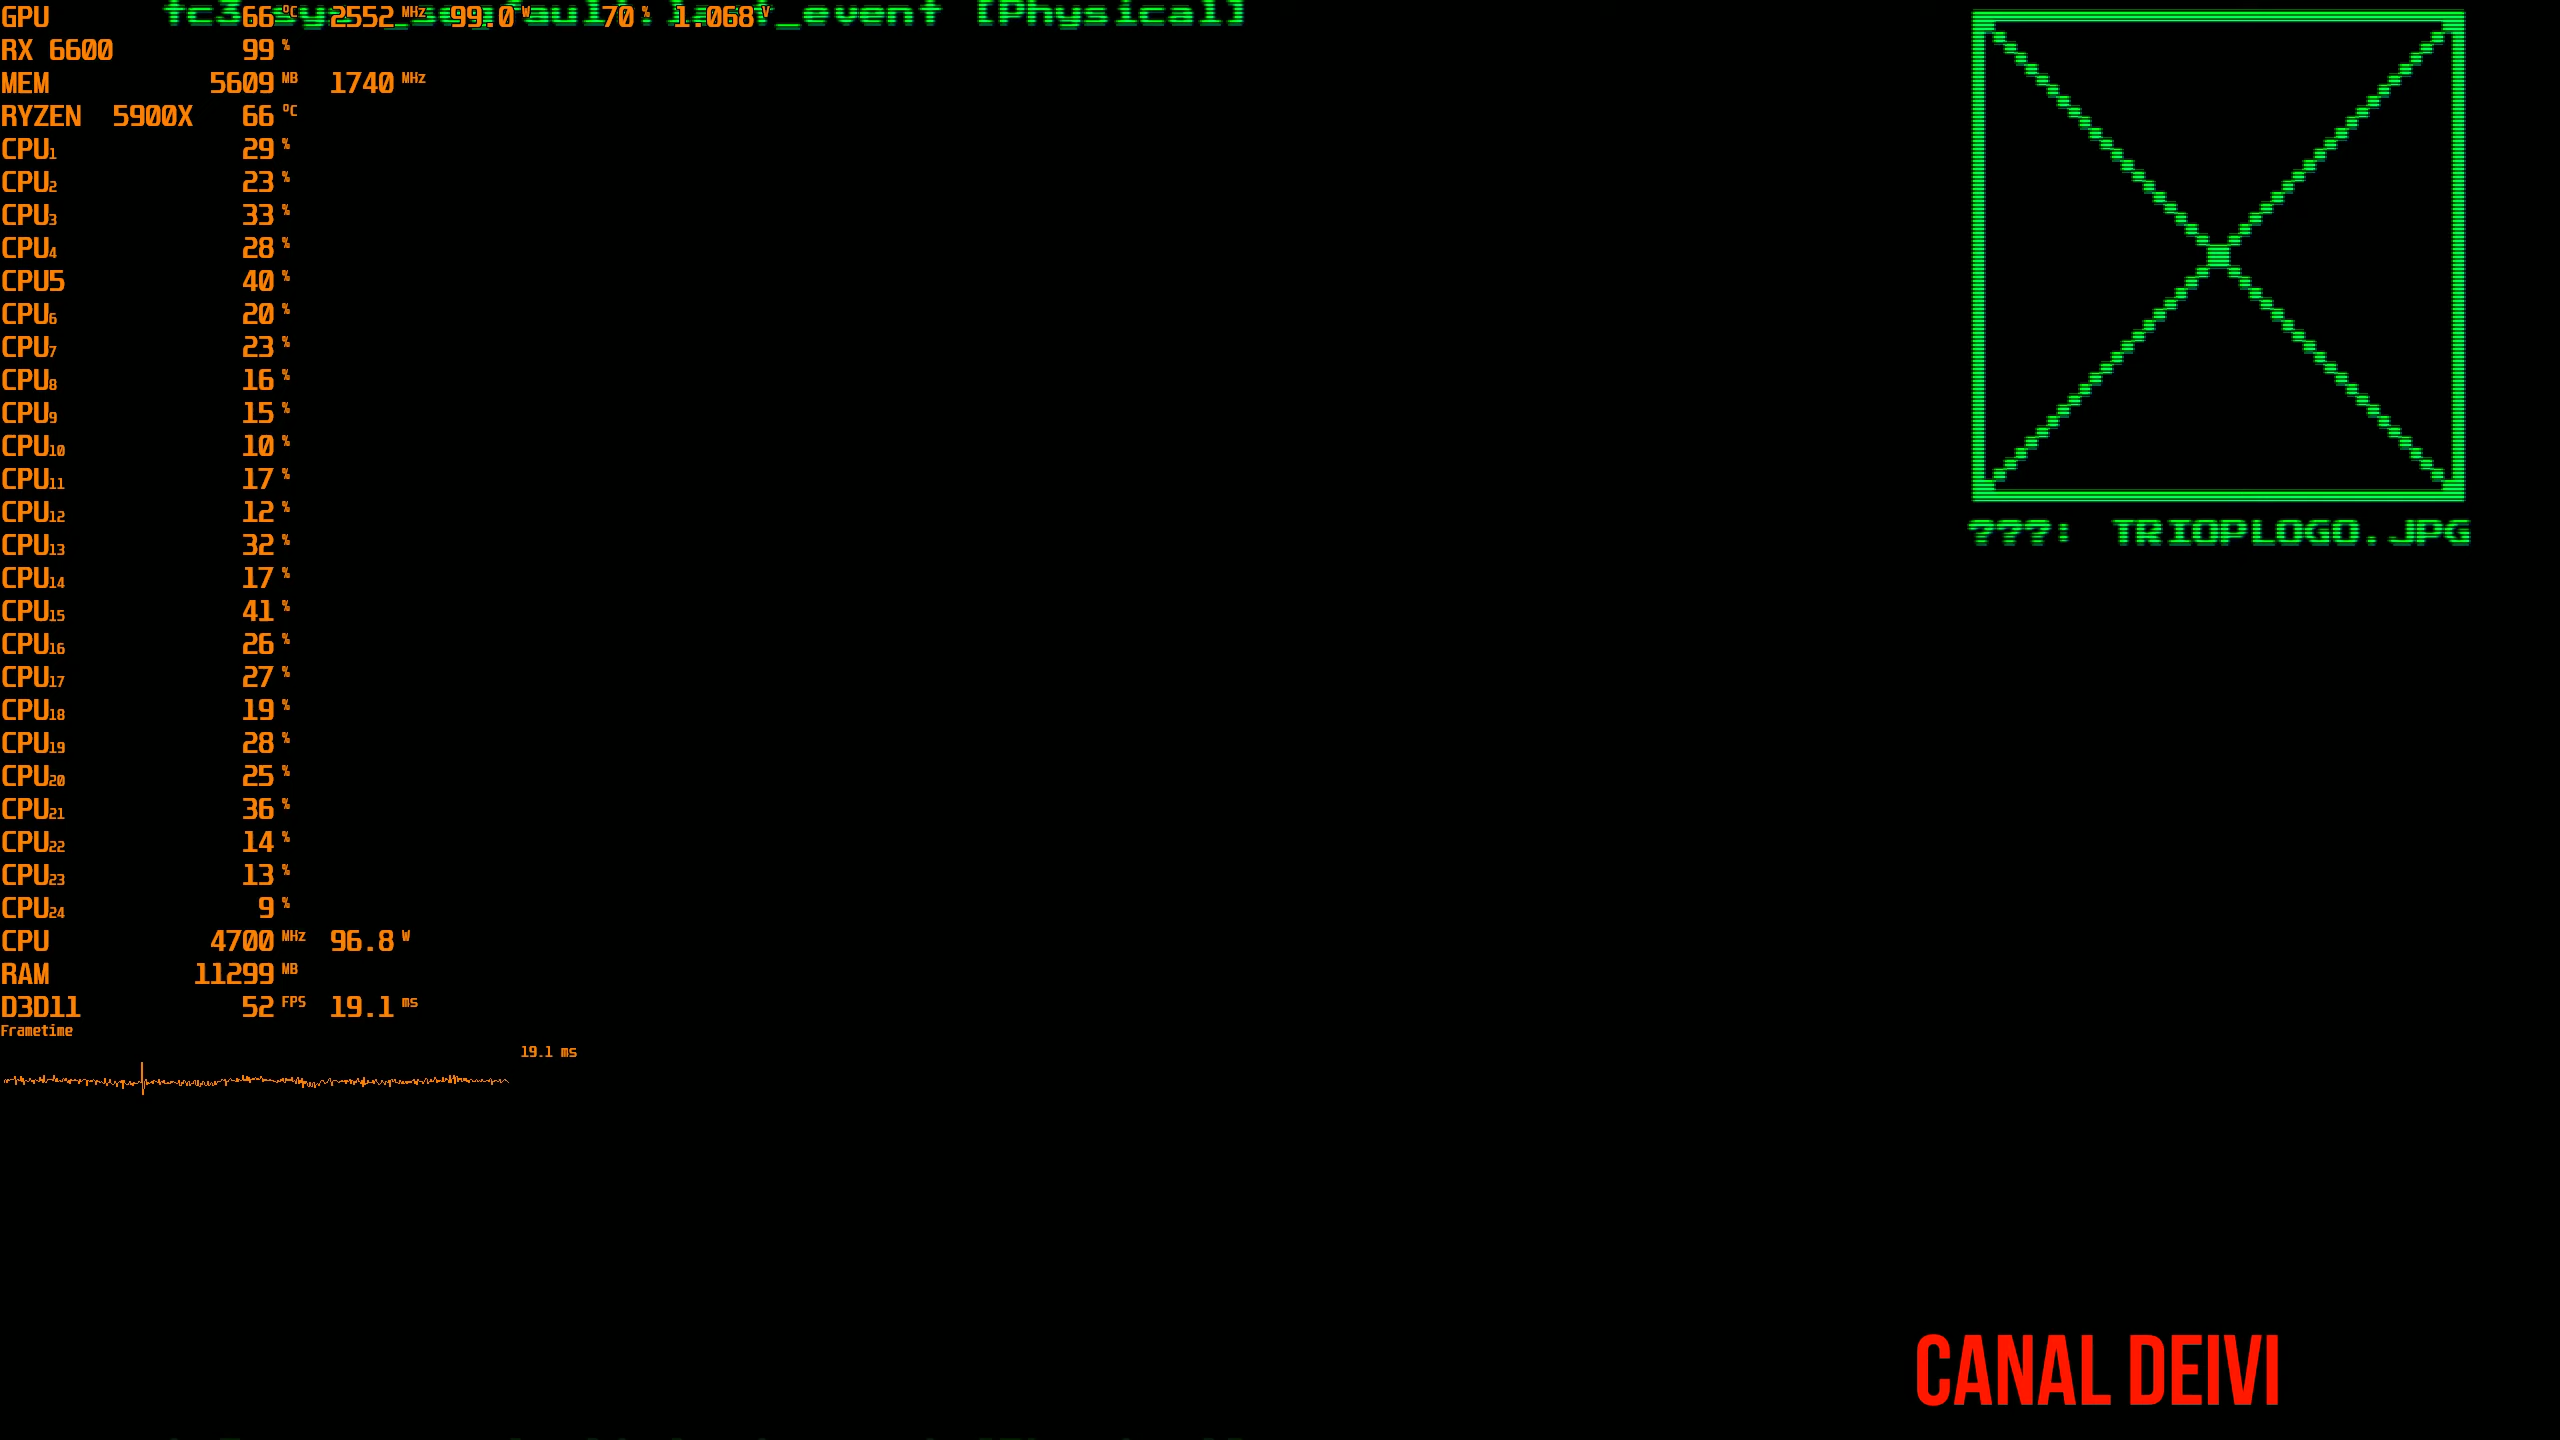 GPU 66 °C 2552 MHz 99.0 W 70 % 1.068 V
_event [Physical]
RX 6600 99 %
MEM 5609 MB 1740 MHz
RYZEN 5900X 66 °C
CPU1 29 %
CPU2 23 %
CPU3 33 %
CPU4 28 %
CPU5 40 %
CPU6 20 %
CPU7 23 %
CPU8 16 %
CPU9 15 %
CPU10 10 %
CPU11 17 %
CPU12 12 %
CPU13 32 %
CPU14 17 %
CPU15 41 %
CPU16 26 %
CPU17 27 %
CPU18 19 %
CPU19 28 %
CPU20 25 %
CPU21 36 %
CPU22 14 %
CPU23 13 %
CPU24 9 %
CPU 4700 MHz 96.8 W
RAM 11299 MB
D3D11 52 FPS 19.1 ms
Frametime
19.1 ms
???: TRIOPLOGO.JPG
CANAL DEIVI